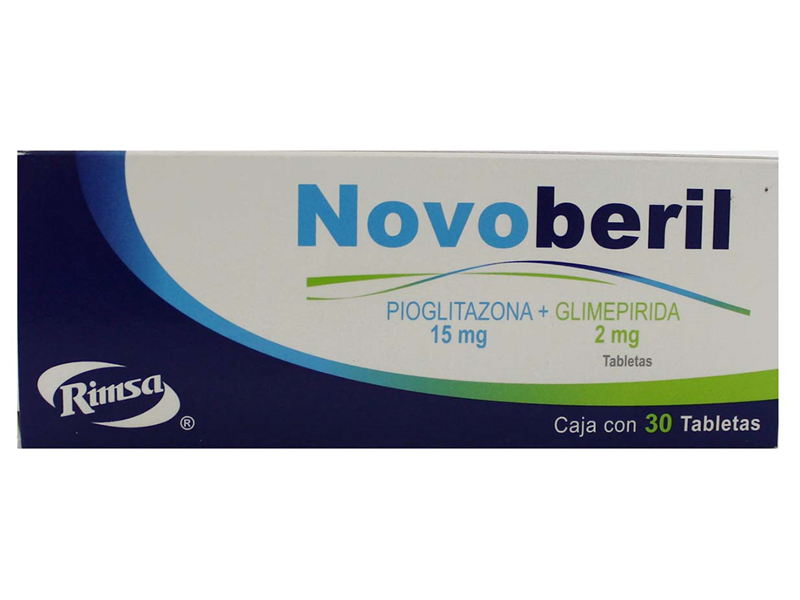 Novoberil
PIOGLITAZONA + GLIMEPIRIDA
15 mg 2 mg
Tabletas
Rimsa ®
Caja con 30 Tabletas